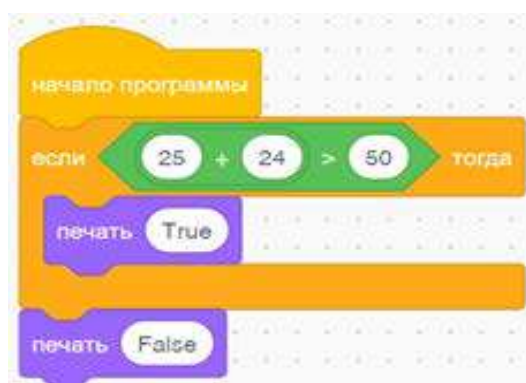 начало программы
если 25 + 24 > 50 тогда
печать True
печать False